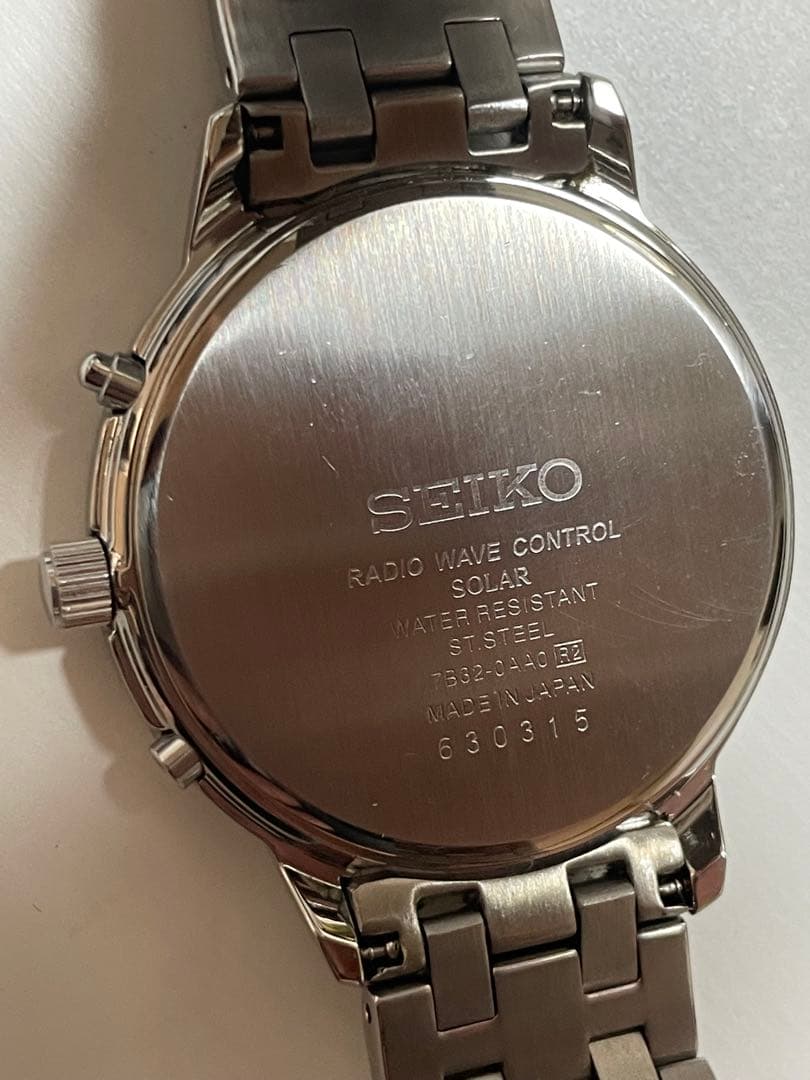 SEIKO
RADIO WAVE CONTROL
SOLAR
WATER RESISTANT
ST.STEEL
7B32-0AA0 R2
MADE IN JAPAN
630315